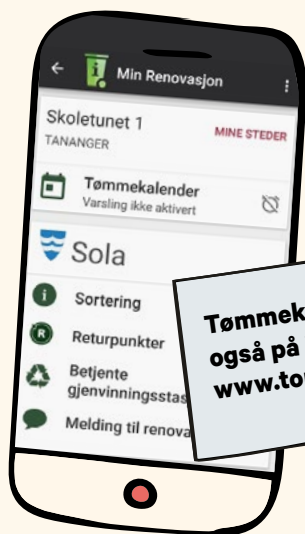 Min Renovasjon
Skoletunet 1
TANANGER
MINE STEDER
Tømmekalender
Varsling ikke aktivert
Sola
Sortering
Returpunkter
Betjente
gjenvinningsstas
Melding til renova
Tømmek
også på
www.to